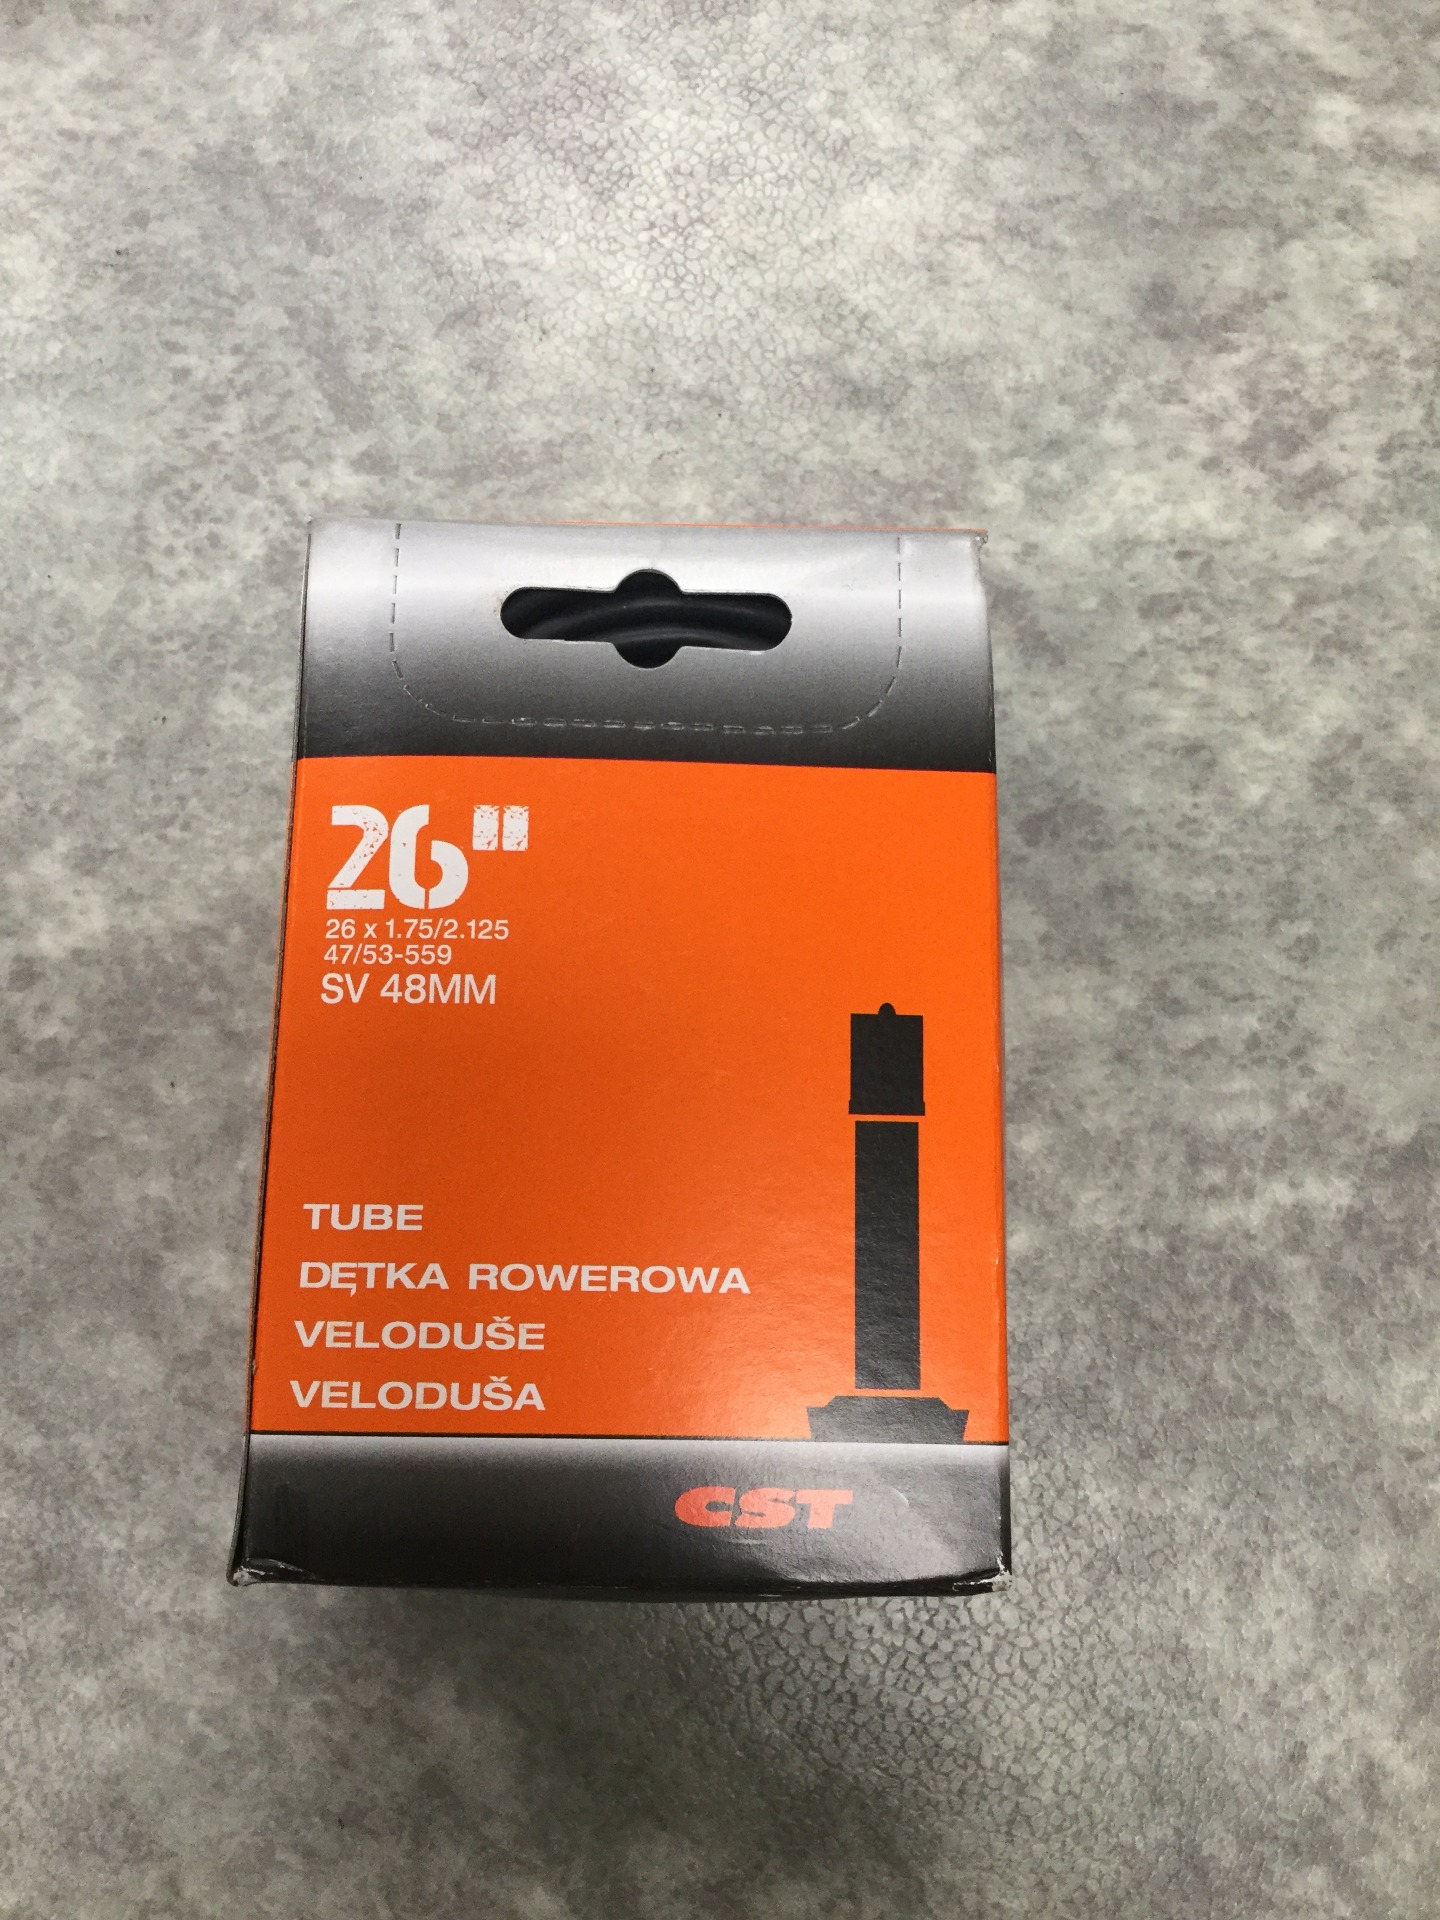 26"
26 x 1.75/2.125
47/53-559
SV 48MM
TUBE
DĘTKA ROWEROWA
VELODUŠE
VELODUŠA
CST